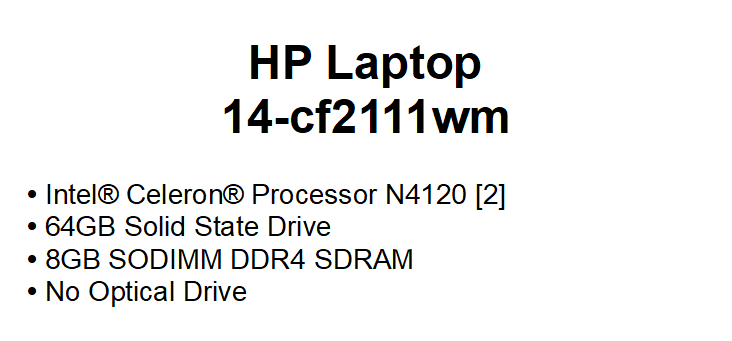 HP Laptop
14-cf2111wm
• Intel® Celeron® Processor N4120 [2]
• 64GB Solid State Drive
• 8GB SODIMM DDR4 SDRAM
• No Optical Drive